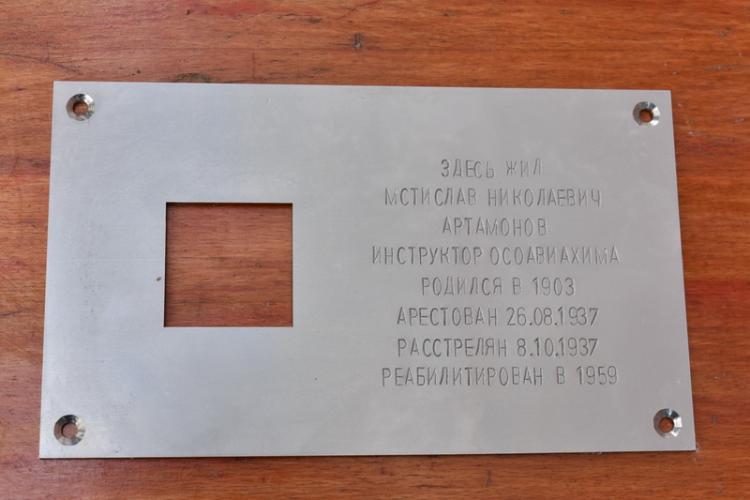 ЗДЕСЬ ЖИЛ
МСТИСЛАВ НИКОЛАЕВИЧ
АРТАМОНОВ
ИНСТРУКТОР ОСОАВИАХИМА
РОДИЛСЯ В 1903
АРЕСТОВАН 26.08.1937
РАССТРЕЛЯН 8.10.1937
РЕАБИЛИТИРОВАН В 1959